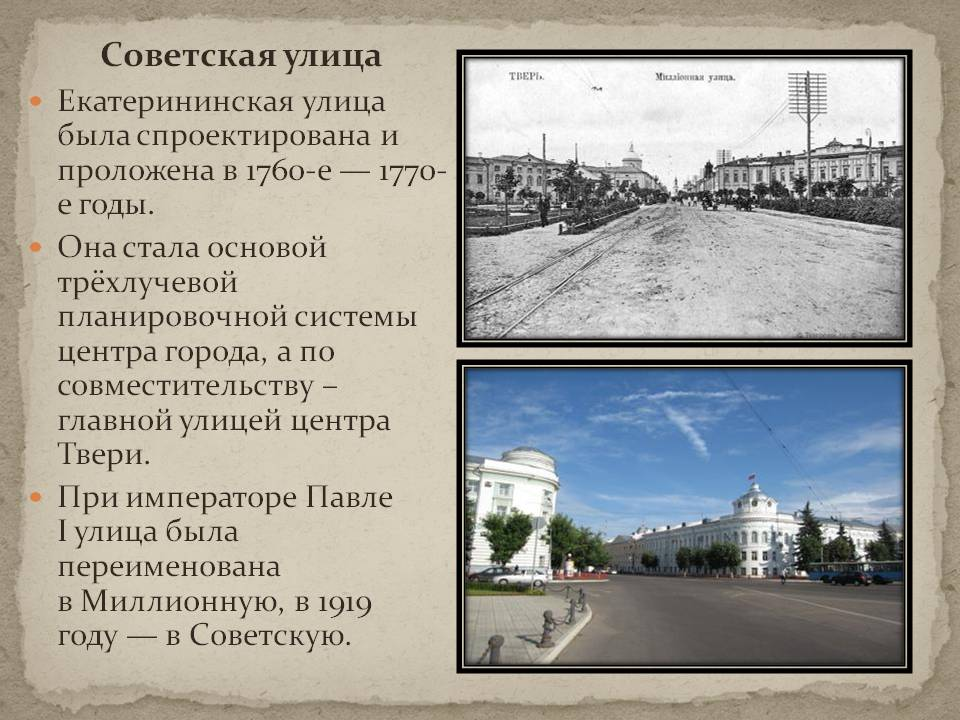 Советская улица
Екатерининская улица
была спроектирована и
проложена в 1760-е — 1770-
е годы.
Она стала основой
трёхлучевой
планировочной системы
центра города, а по
совместительству –
главной улицей центра
Твери.
При императоре Павле
I улица была
переименована
в Миллионную, в 1919
году — в Советскую.
ТВЕРЬ. Миллiонная улица.